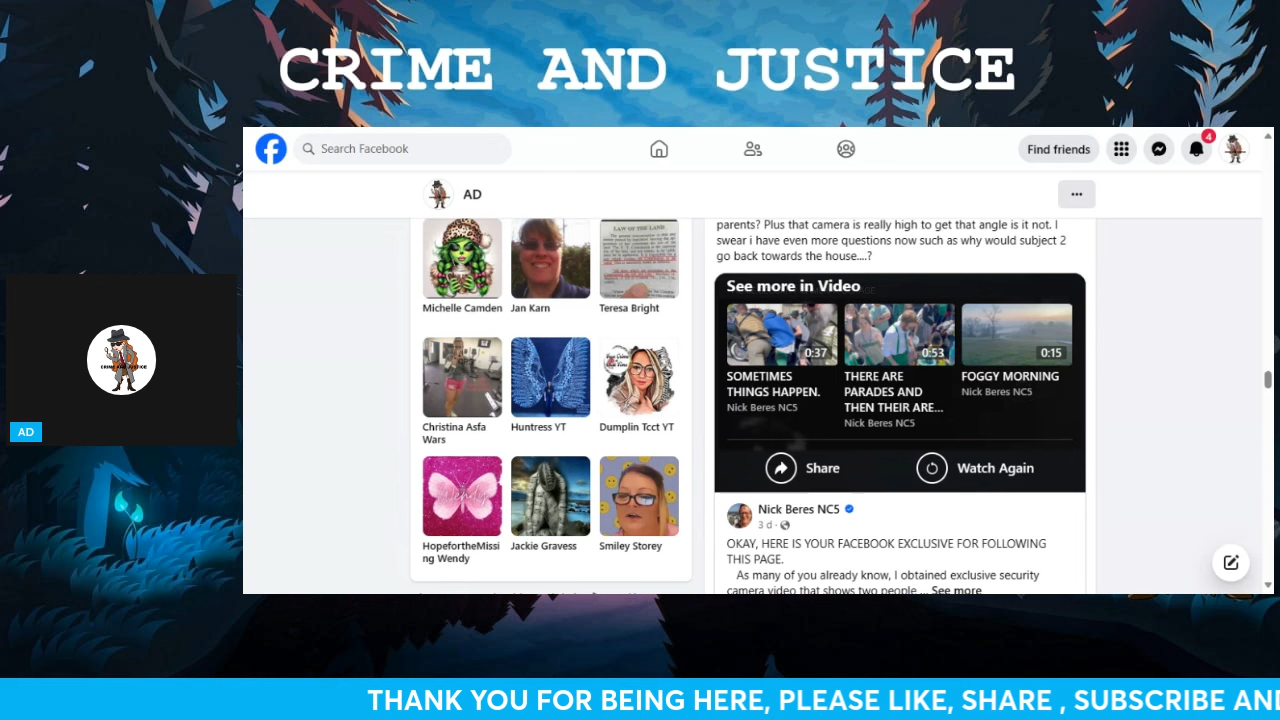 CRIME AND JUSTICE
Search Facebook
Find friends
4
AD
parents? Plus that camera is really high to get that angle is it not. I
swear i have even more questions now such as why would subject 2
go back towards the house....?
LAW OF THE LAND
Michelle Camden
Jan Karn
Teresa Bright
Christina Asfa
Wars
Huntress YT
Dumplin Tcct YT
HopefortheMissi
ng Wendy
Jackie Gravess
Smiley Storey
See more in Video
0:37
0:53
0:15
SOMETIMES
THINGS HAPPEN.
Nick Beres NC5
THERE ARE
PARADES AND
THEN THEIR ARE...
Nick Beres NC5
FOGGY MORNING
Nick Beres NC5
Share
Watch Again
Nick Beres NC5
3 d ·
OKAY, HERE IS YOUR FACEBOOK EXCLUSIVE FOR FOLLOWING
THIS PAGE.
As many of you already know, I obtained exclusive security
camera video that shows two people ... See more
CRIME AND JUSTICE
AD
THANK YOU FOR BEING HERE, PLEASE LIKE, SHARE , SUBSCRIBE AN